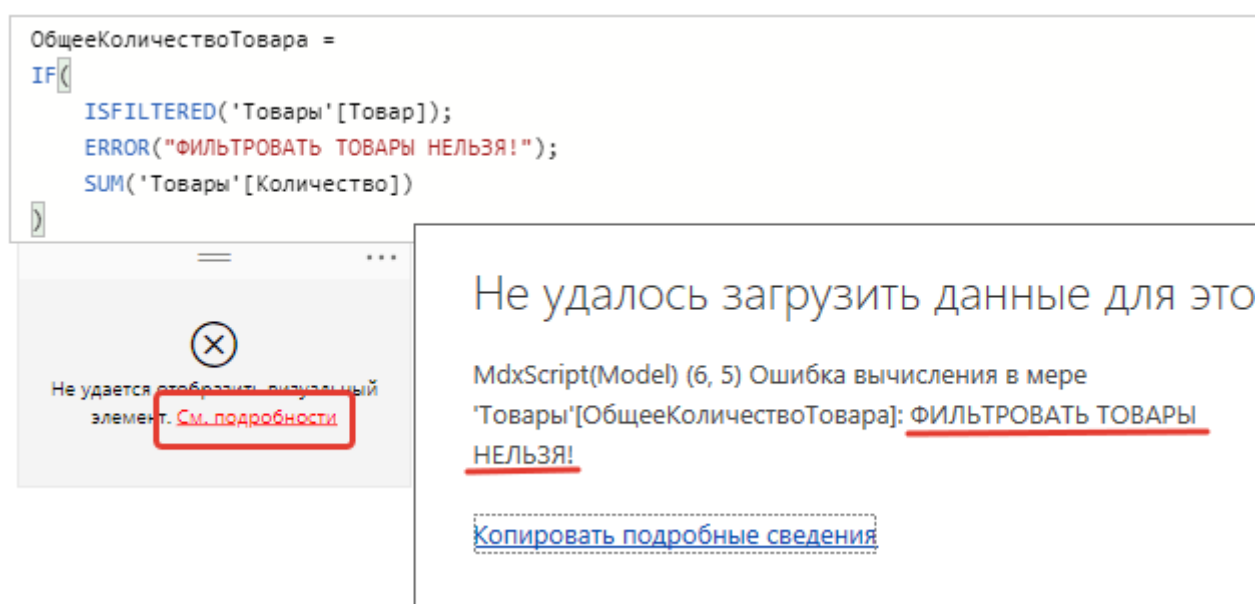 ОбщееКоличествоТовара =
IF(
ISFILTERED('Товары'[Товар]);
ERROR("ФИЛЬТРОВАТЬ ТОВАРЫ НЕЛЬЗЯ!");
SUM('Товары'[Количество])
)
Не удается отобразить визуальный
элемент. См. подробности
Не удалось загрузить данные для это
MdxScript(Model) (6, 5) Ошибка вычисления в мере
'Товары'[ОбщееКоличествоТовара]: ФИЛЬТРОВАТЬ ТОВАРЫ
НЕЛЬЗЯ!
Копировать подробные сведения